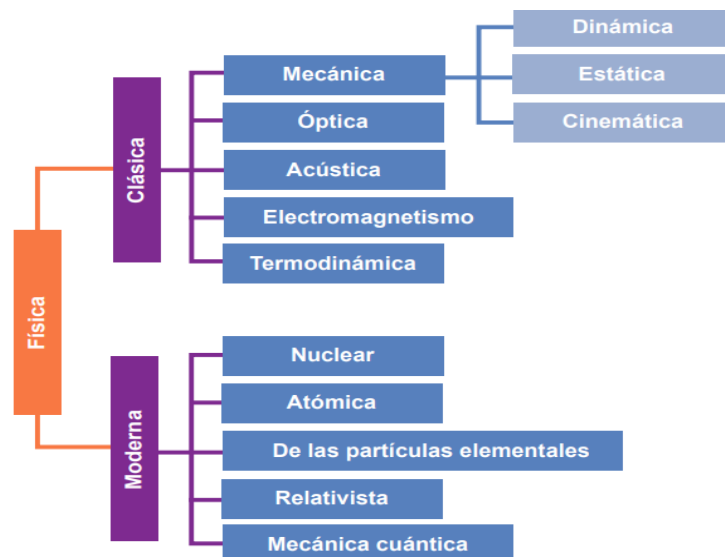 Física
Clásica
Mecánica
Dinámica
Estática
Cinemática
Óptica
Acústica
Electromagnetismo
Termodinámica
Moderna
Nuclear
Atómica
De las partículas elementales
Relativista
Mecánica cuántica